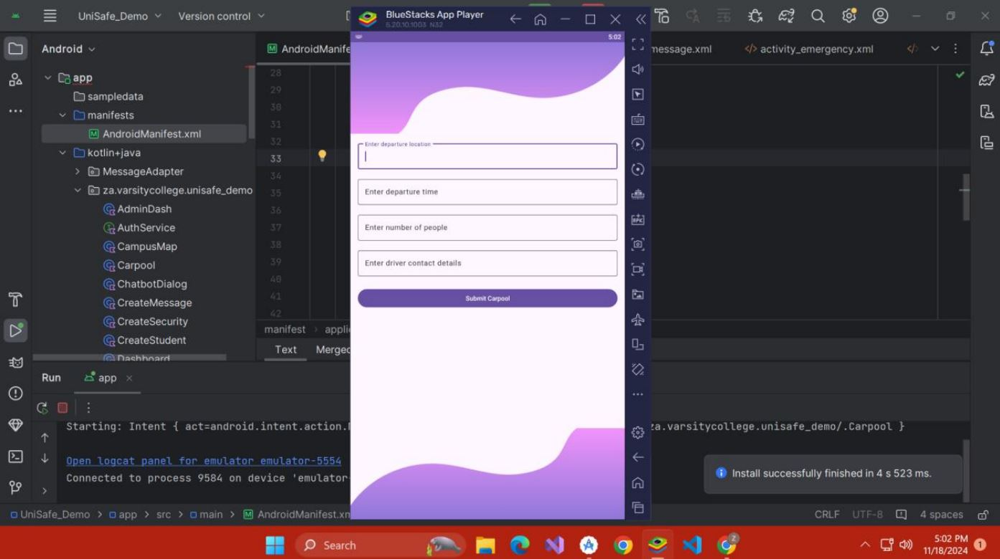 UniSafe_Demo
Version control
BlueStacks App Player
5.20.10.1003 N32
5:02
Android
AndroidManife
message.xml
activity_emergency.xml
app
sampledata
manifests
AndroidManifest.xml
kotlin+java
MessageAdapter
za.varsitycollege.unisafe_demo
AdminDash
AuthService
CampusMap
Carpool
ChatbotDialog
CreateMessage
CreateSecurity
CreateStudent
Dashboard
28
29
30
31
32
33
34
35
36
37
38
39
40
41
42
manifest > appli
Text Merged
Enter departure location
Enter departure time
Enter number of people
Enter driver contact details
Submit Carpool
Run
app
Starting: Intent { act=android.intent.action.
za.varsitycollege.unisafe_demo/.Carpool }
Open logcat panel for emulator emulator-5554
Connected to process 9584 on device 'emulator-
Install successfully finished in 4 s 523 ms.
UniSafe_Demo > app > src > main > AndroidManifest.xm
CRLF UTF-8 4 spaces
Search
5:02 PM
11/18/2024
1